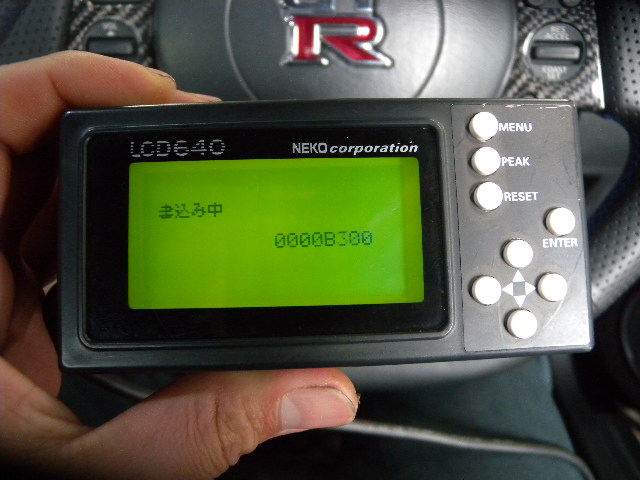 R
LCD640
NEKO corporation
MENU
PEAK
RESET
ENTER
書込み中
0000B300